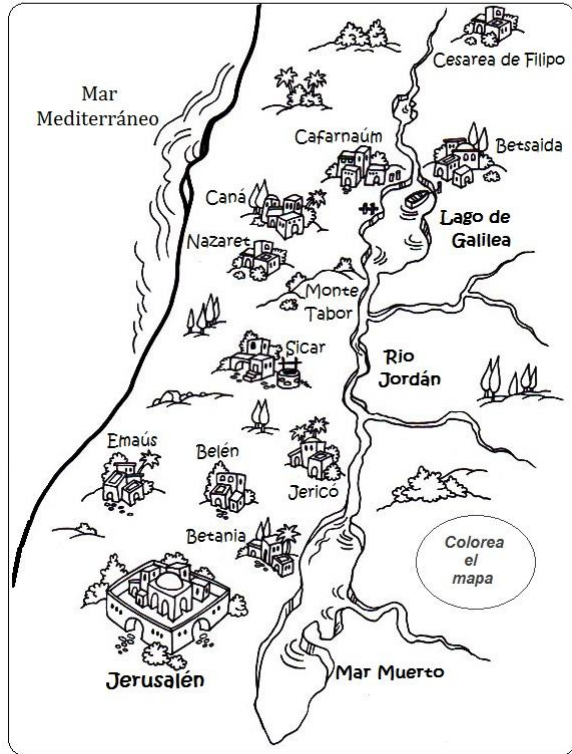 Cesarea de Filipo
Mar
Mediterráneo
Cafarnaúm
Betsaida
Caná
Lago de
Galilea
Nazaret
Monte
Tabor
Sicar
Rio
Jordán
Emaús
Belén
Jericó
Betania
Colorea
el
mapa
Mar Muerto
Jerusalén